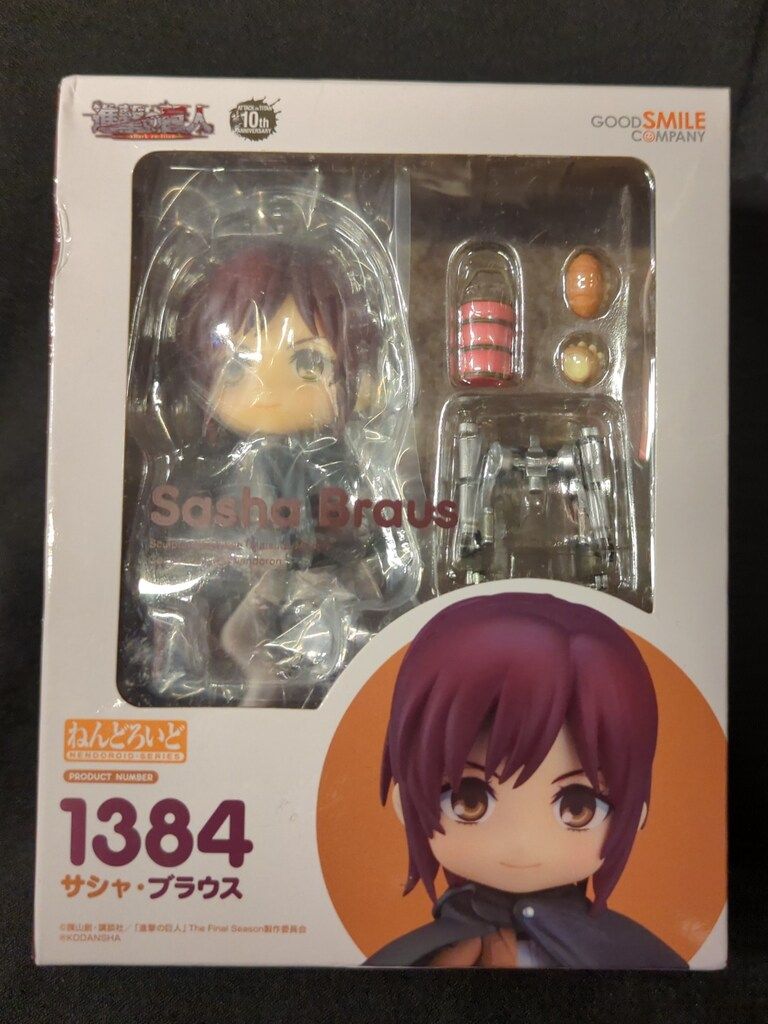 進撃の巨人
ATTACK ON TITAN
10th
ANNIVERSARY
GOOD SMILE
COMPANY
Sasha Braus
ねんどろいど
NENDOROID·SERIES
PRODUCT NUMBER
1384
サシャ・ブラウス
©諫山創・講談社/「進撃の巨人」The Final Season製作委員会
©KODANSHA